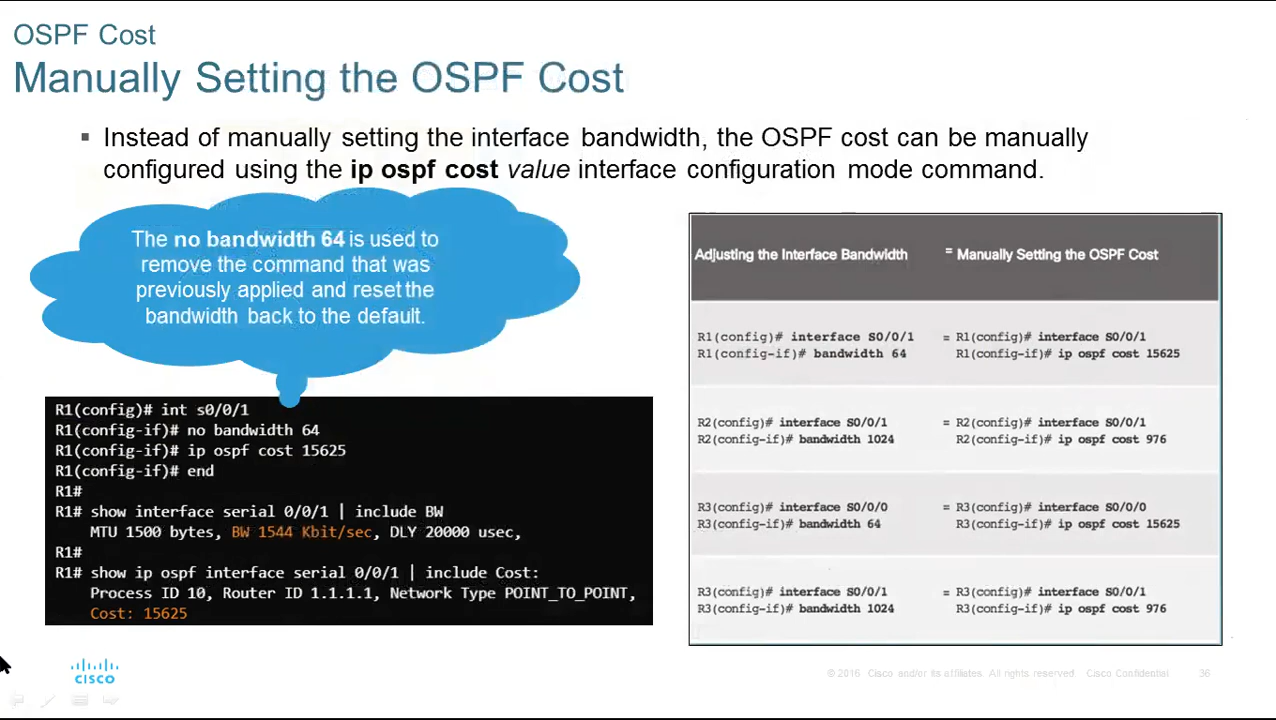 OSPF Cost
Manually Setting the OSPF Cost
▪ Instead of manually setting the interface bandwidth, the OSPF cost can be manually
configured using the ip ospf cost value interface configuration mode command.
The no bandwidth 64 is used to
remove the command that was
previously applied and reset the
bandwidth back to the default.
R1(config)# int s0/0/1
R1(config-if)# no bandwidth 64
R1(config-if)# ip ospf cost 15625
R1(config-if)# end
R1#
R1# show interface serial 0/0/1 | include BW
MTU 1500 bytes, BW 1544 Kbit/sec, DLY 20000 usec,
R1#
R1# show ip ospf interface serial 0/0/1 | include Cost:
Process ID 10, Router ID 1.1.1.1, Network Type POINT_TO_POINT,
Cost: 15625
Adjusting the Interface Bandwidth = Manually Setting the OSPF Cost
R1(config)# interface S0/0/1 = R1(config)# interface S0/0/1
R1(config-if)# bandwidth 64 R1(config-if)# ip ospf cost 15625
R2(config)# interface S0/0/1 = R2(config)# interface S0/0/1
R2(config-if)# bandwidth 1024 R2(config-if)# ip ospf cost 976
R3(config)# interface S0/0/0 = R3(config)# interface S0/0/0
R3(config-if)# bandwidth 64 R3(config-if)# ip ospf cost 15625
R3(config)# interface S0/0/1 = R3(config)# interface S0/0/1
R3(config-if)# bandwidth 1024 R3(config-if)# ip ospf cost 976
CISCO
© 2016 Cisco and/or its affiliates. All rights reserved. Cisco Confidential 36